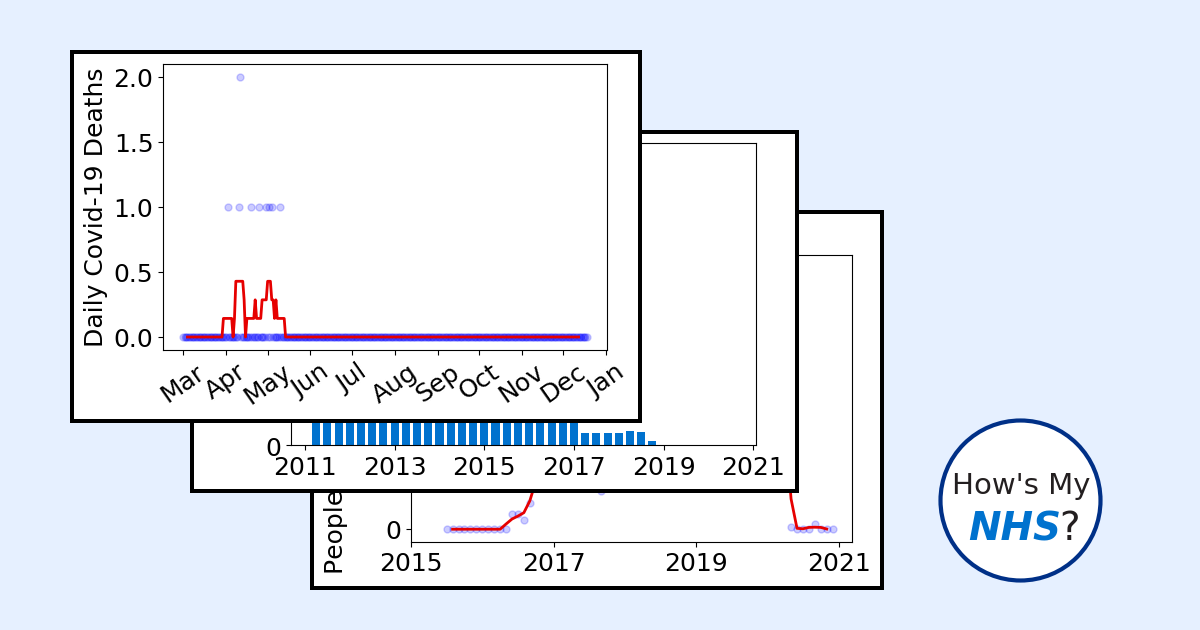 Daily Covid-19 Deaths
2.0
1.5
1.0
0.5
0.0
Mar Apr May Jun Jul Aug Sep Oct Nov Dec Jan
0
2011 2013 2015 2017 2019 2021
People
0
2015 2017 2019 2021
How's My
NHS?